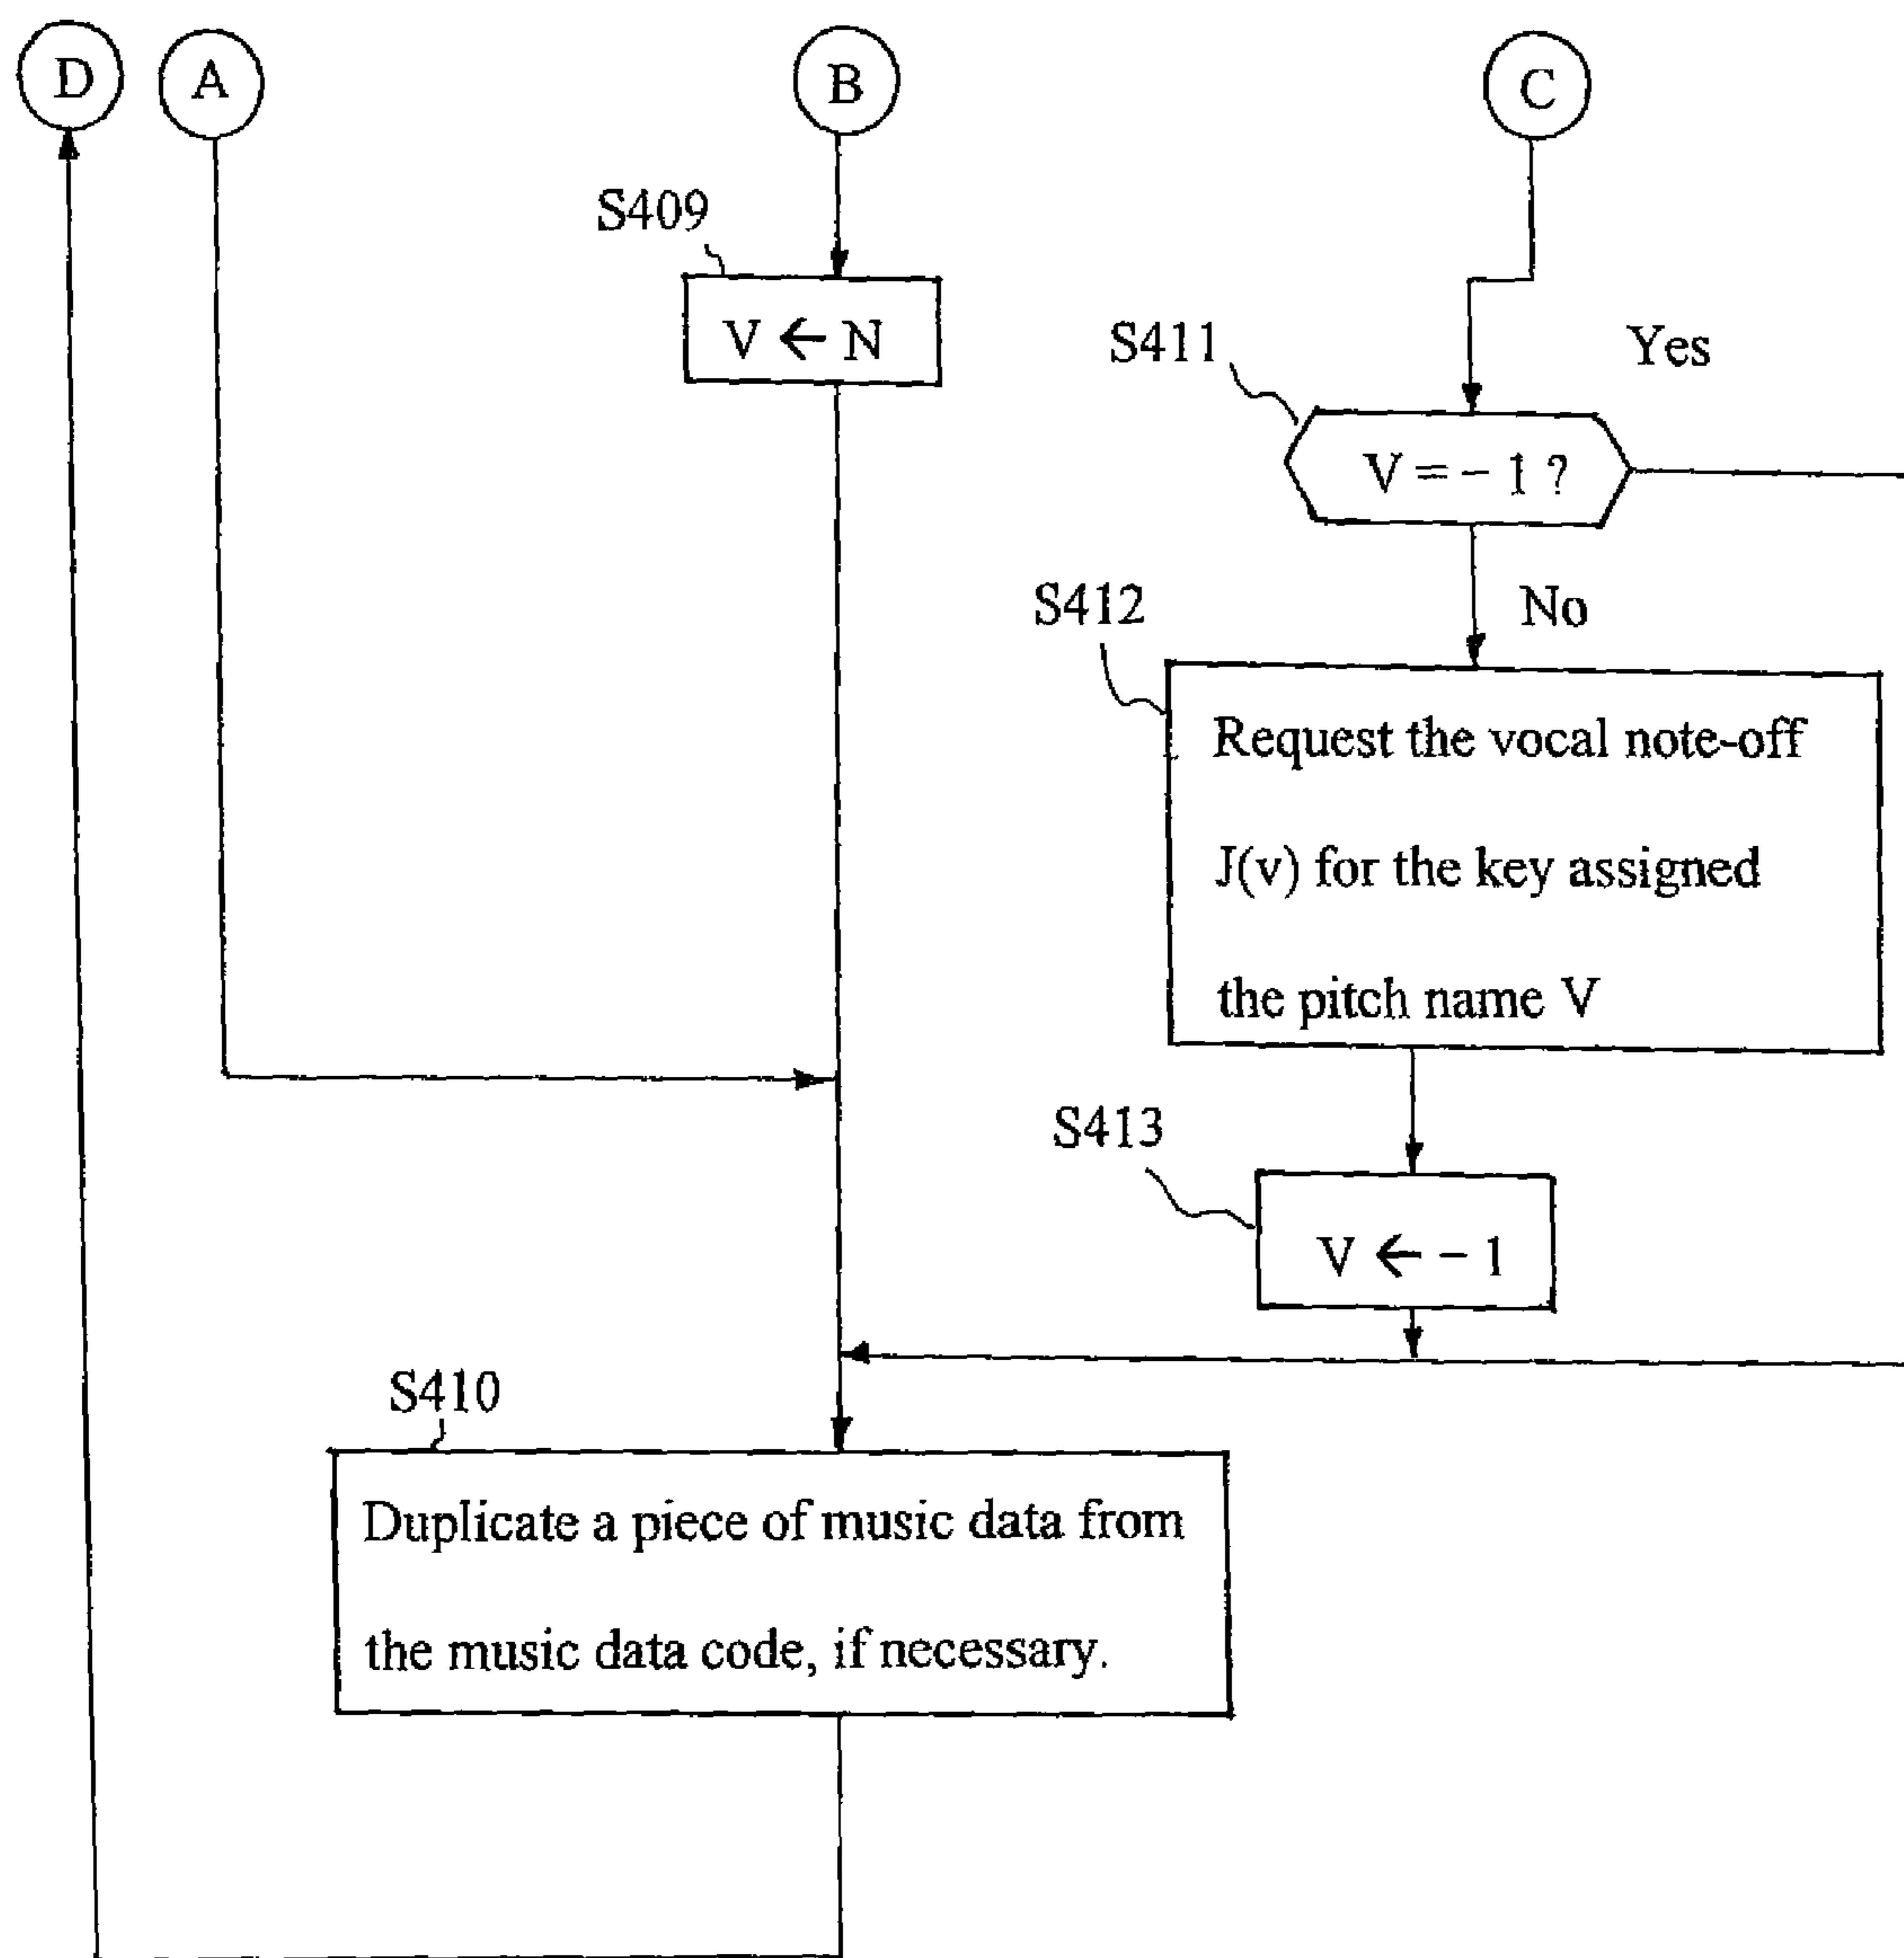 D
A
B
C
S409
V ← N
S411
Yes
V = – 1 ?
No
S412
Request the vocal note-off
J(v) for the key assigned
the pitch name V
S413
V ← – 1
S410
Duplicate a piece of music data from
the music data code, if necessary.